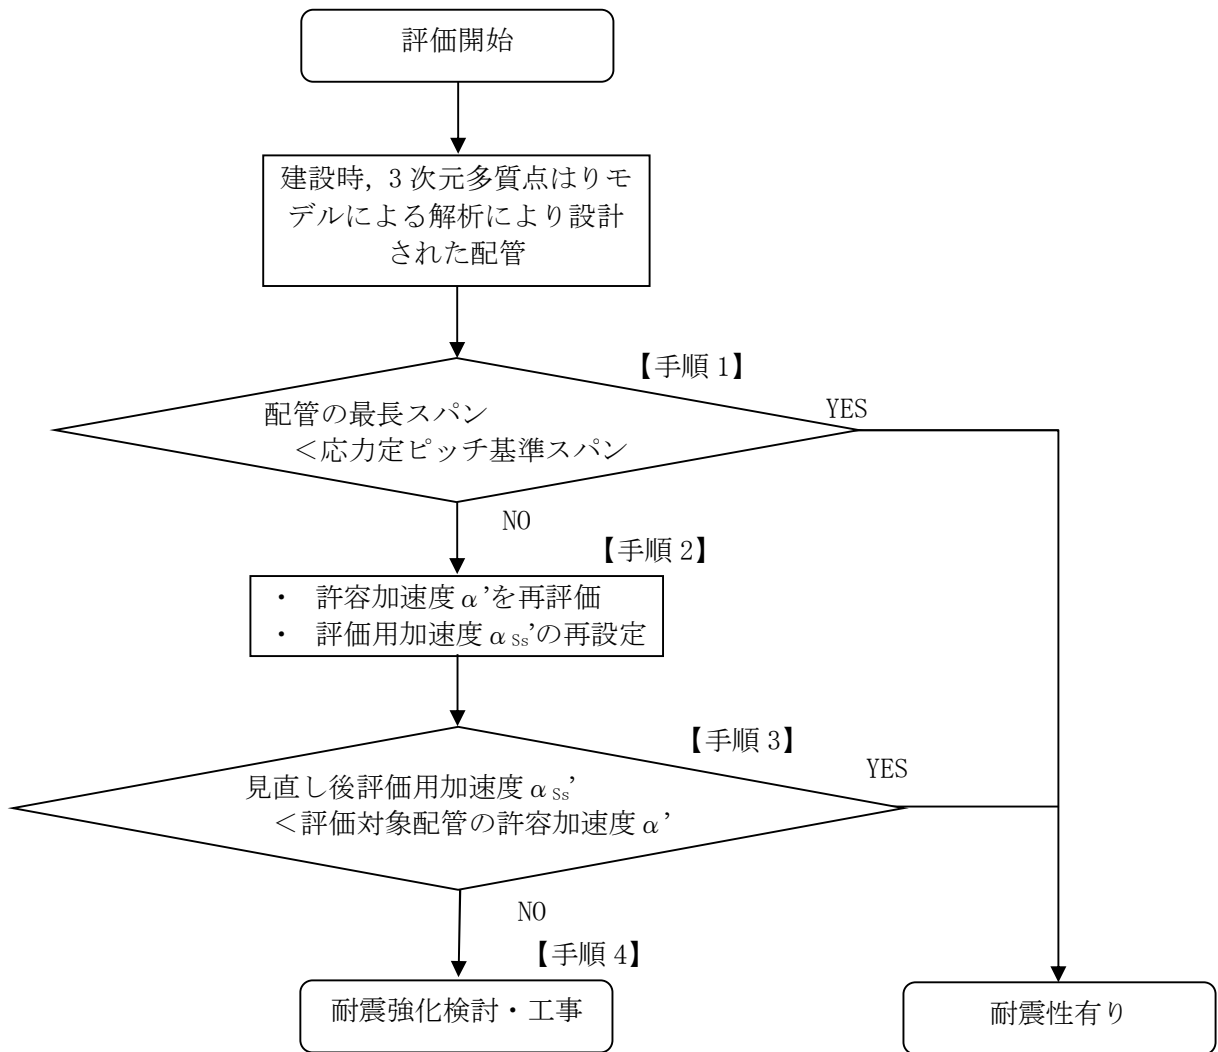 評価開始
建設時, 3次元多質点はりモ
デルによる解析により設計
された配管
【手順1】
配管の最長スパン
<応力定ピッチ基準スパン
YES
NO
【手順2】
・ 許容加速度α’を再評価
・ 評価用加速度αSs’の再設定
【手順3】
見直し後評価用加速度αSs’
<評価対象配管の許容加速度α’
YES
NO
【手順4】
耐震強化検討・工事
耐震性有り